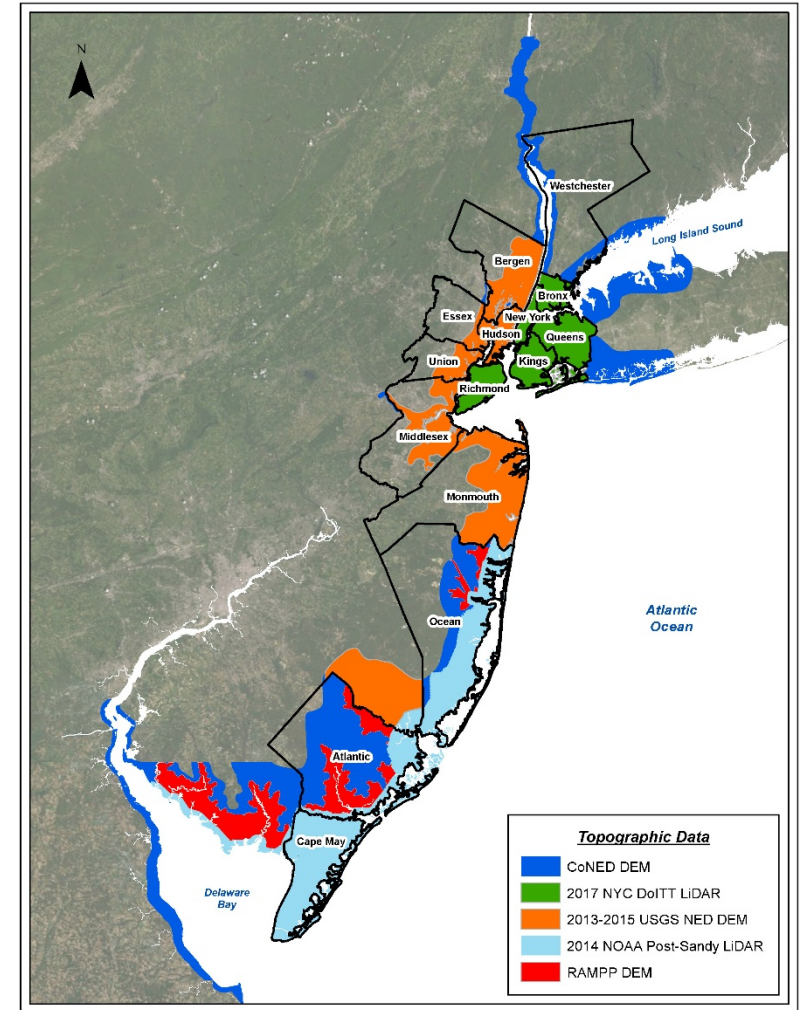 N
Westchester
Long Island Sound
Bergen
Bronx
Essex
New York
Hudson
Queens
Union
Kings
Richmond
Middlesex
Monmouth
Ocean
Atlantic
Ocean
Atlantic
Cape May
Delaware
Bay
Topographic Data
CoNED DEM
2017 NYC DoITT LiDAR
2013-2015 USGS NED DEM
2014 NOAA Post-Sandy LiDAR
RAMPP DEM